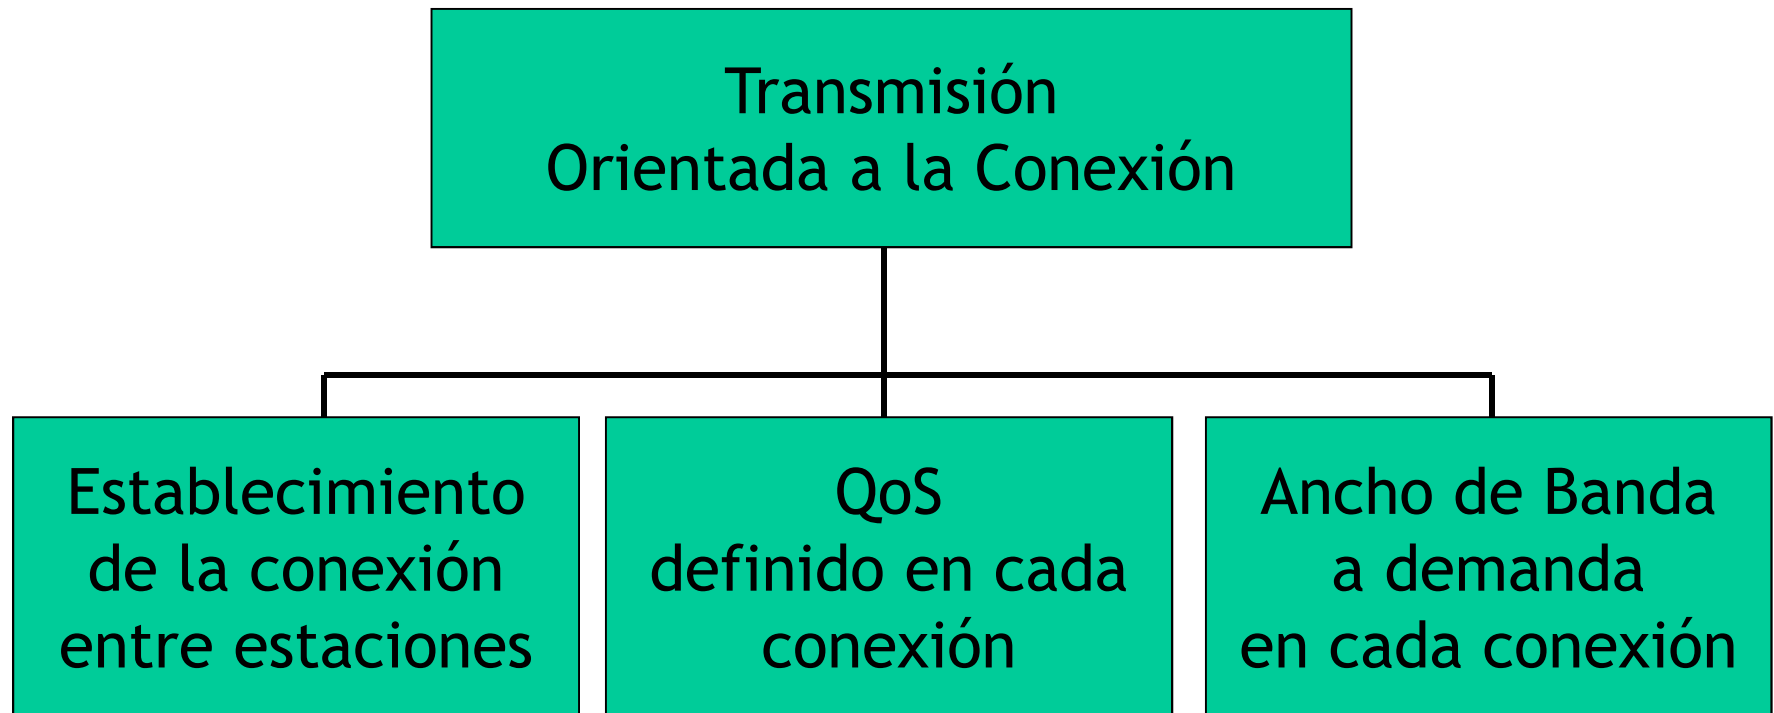 Transmisión
Orientada a la Conexión
Establecimiento
de la conexión
entre estaciones
QoS
definido en cada
conexión
Ancho de Banda
a demanda
en cada conexión